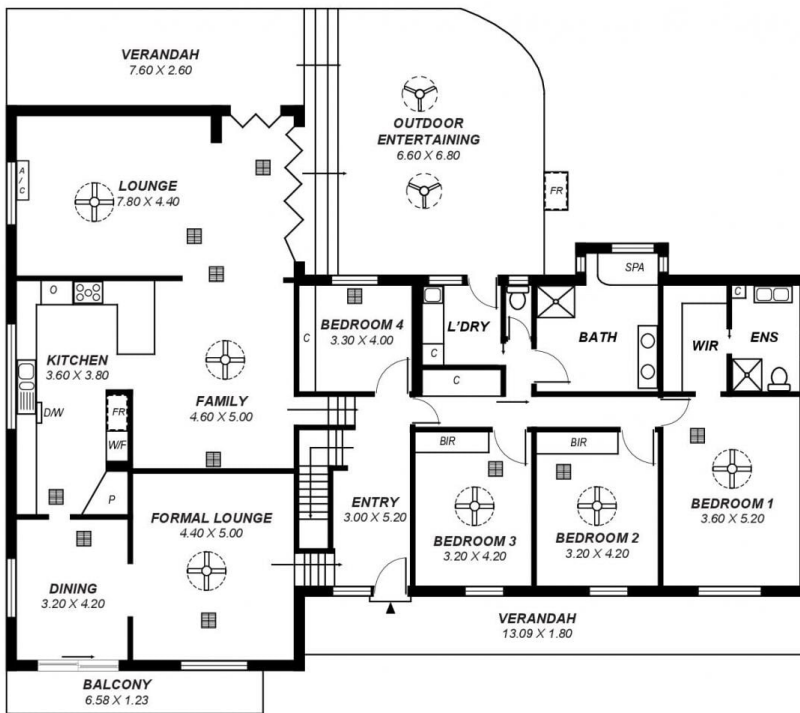 VERANDAH
7.60 X 2.60
OUTDOOR
ENTERTAINING
6.60 X 6.80
FR
A/C
LOUNGE
7.80 X 4.40
SPA
O
C
BEDROOM 4
3.30 X 4.00
L'DRY
C
BATH
C
WIR
ENS
KITCHEN
3.60 X 3.80
D/W
FR
W/F
FAMILY
4.60 X 5.00
C
BIR
BIR
P
FORMAL LOUNGE
4.40 X 5.00
ENTRY
3.00 X 5.20
BEDROOM 3
3.20 X 4.20
BEDROOM 2
3.20 X 4.20
BEDROOM 1
3.60 X 5.20
DINING
3.20 X 4.20
VERANDAH
13.09 X 1.80
BALCONY
6.58 X 1.23